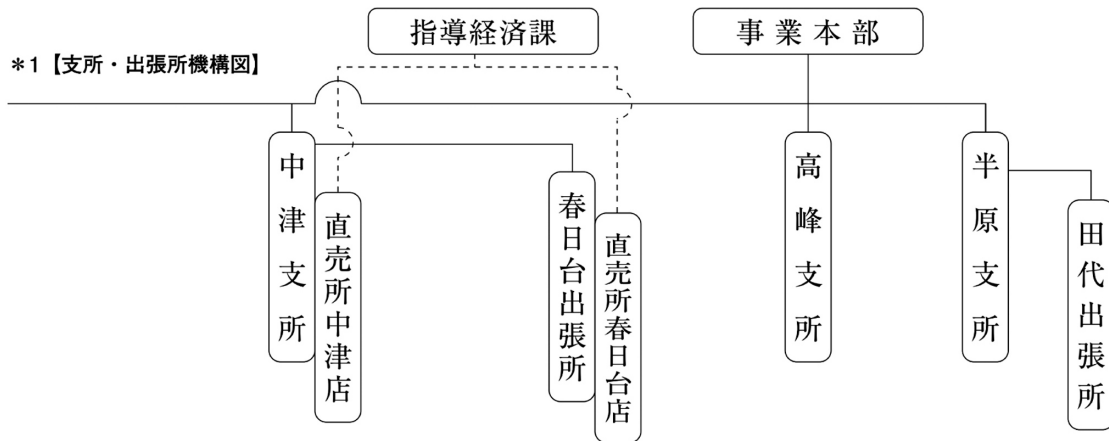 指導経済課
事業本部
*1【支所・出張所機構図】
中津支所
直売所中津店
春日台出張所
直売所春日台店
高峰支所
半原支所
田代出張所